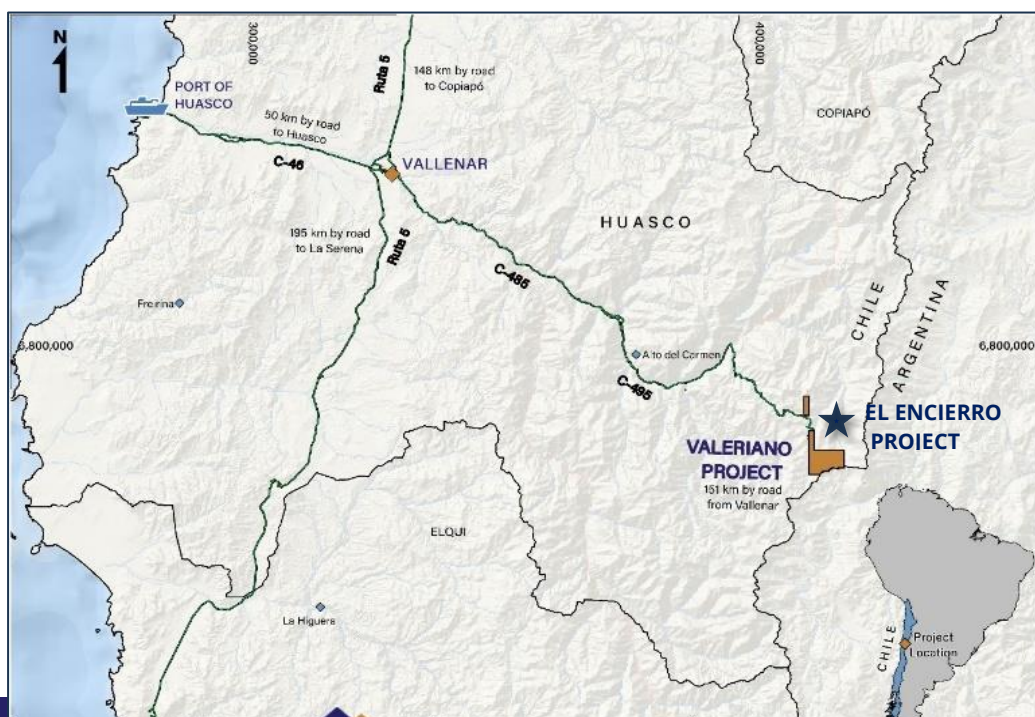 N
300,000
400,000
PORT OF
HUASCO
Ruta 5
148 km by road
to Copiapó
50 km by road
to Huasco
C-46
VALLENAR
COPIAPÓ
195 km by road
to La Serena
Ruta 5
HUASCO
C-485
Freirina
CHILE
ARGENTINA
6,800,000
6,800,000
Alto del Carmen
C-495
EL ENCIERRO
PROJECT
VALERIANO
PROJECT
151 km by road
from Vallenar
ELQUI
La Higuera
CHILE
Project
Location